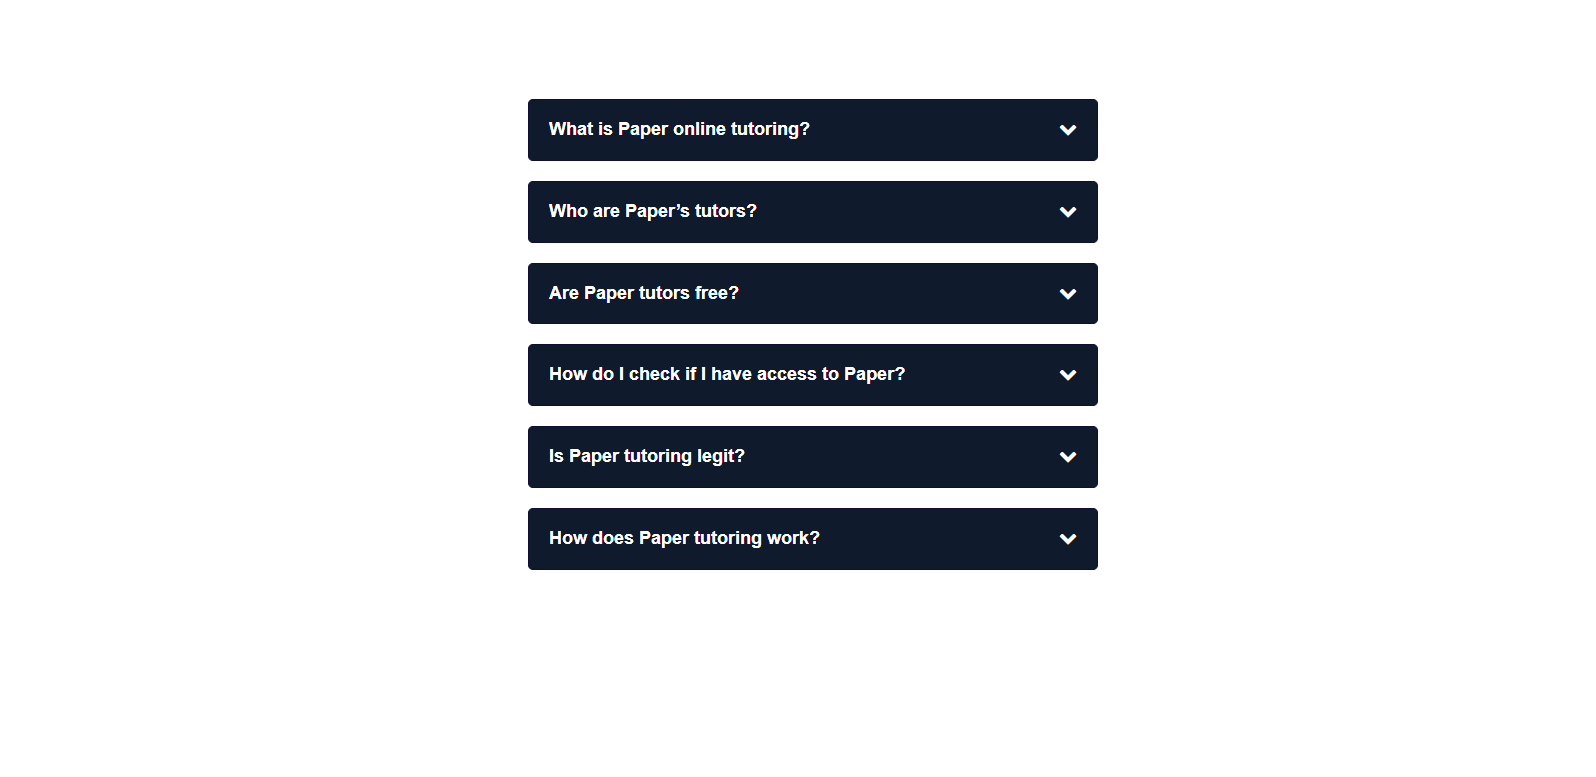 What is Paper online tutoring?
Who are Paper’s tutors?
Are Paper tutors free?
How do I check if I have access to Paper?
Is Paper tutoring legit?
How does Paper tutoring work?